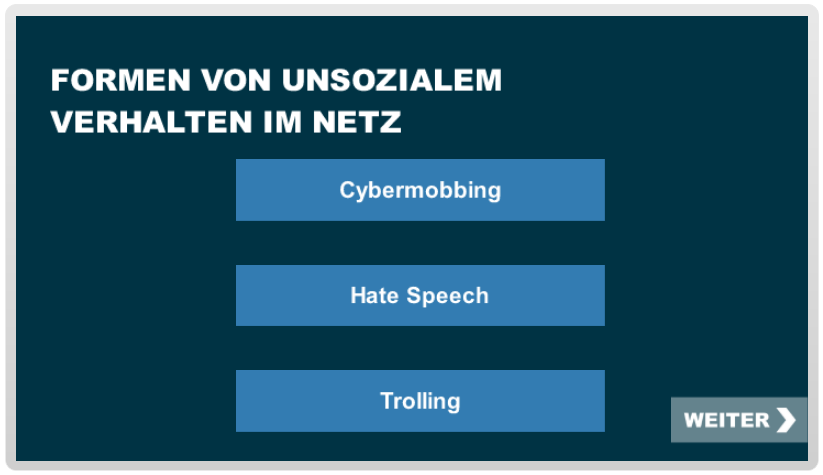 FORMEN VON UNSOZIALEM
VERHALTEN IM NETZ
Cybermobbing
Hate Speech
Trolling
WEITER